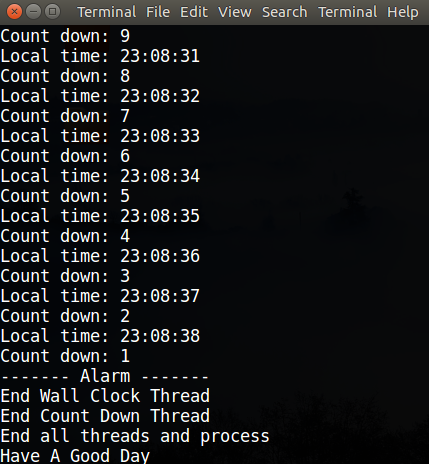 Terminal File Edit View Search Terminal Help
Count down: 9
Local time: 23:08:31
Count down: 8
Local time: 23:08:32
Count down: 7
Local time: 23:08:33
Count down: 6
Local time: 23:08:34
Count down: 5
Local time: 23:08:35
Count down: 4
Local time: 23:08:36
Count down: 3
Local time: 23:08:37
Count down: 2
Local time: 23:08:38
Count down: 1
------- Alarm -------
End Wall Clock Thread
End Count Down Thread
End all threads and process
Have A Good Day